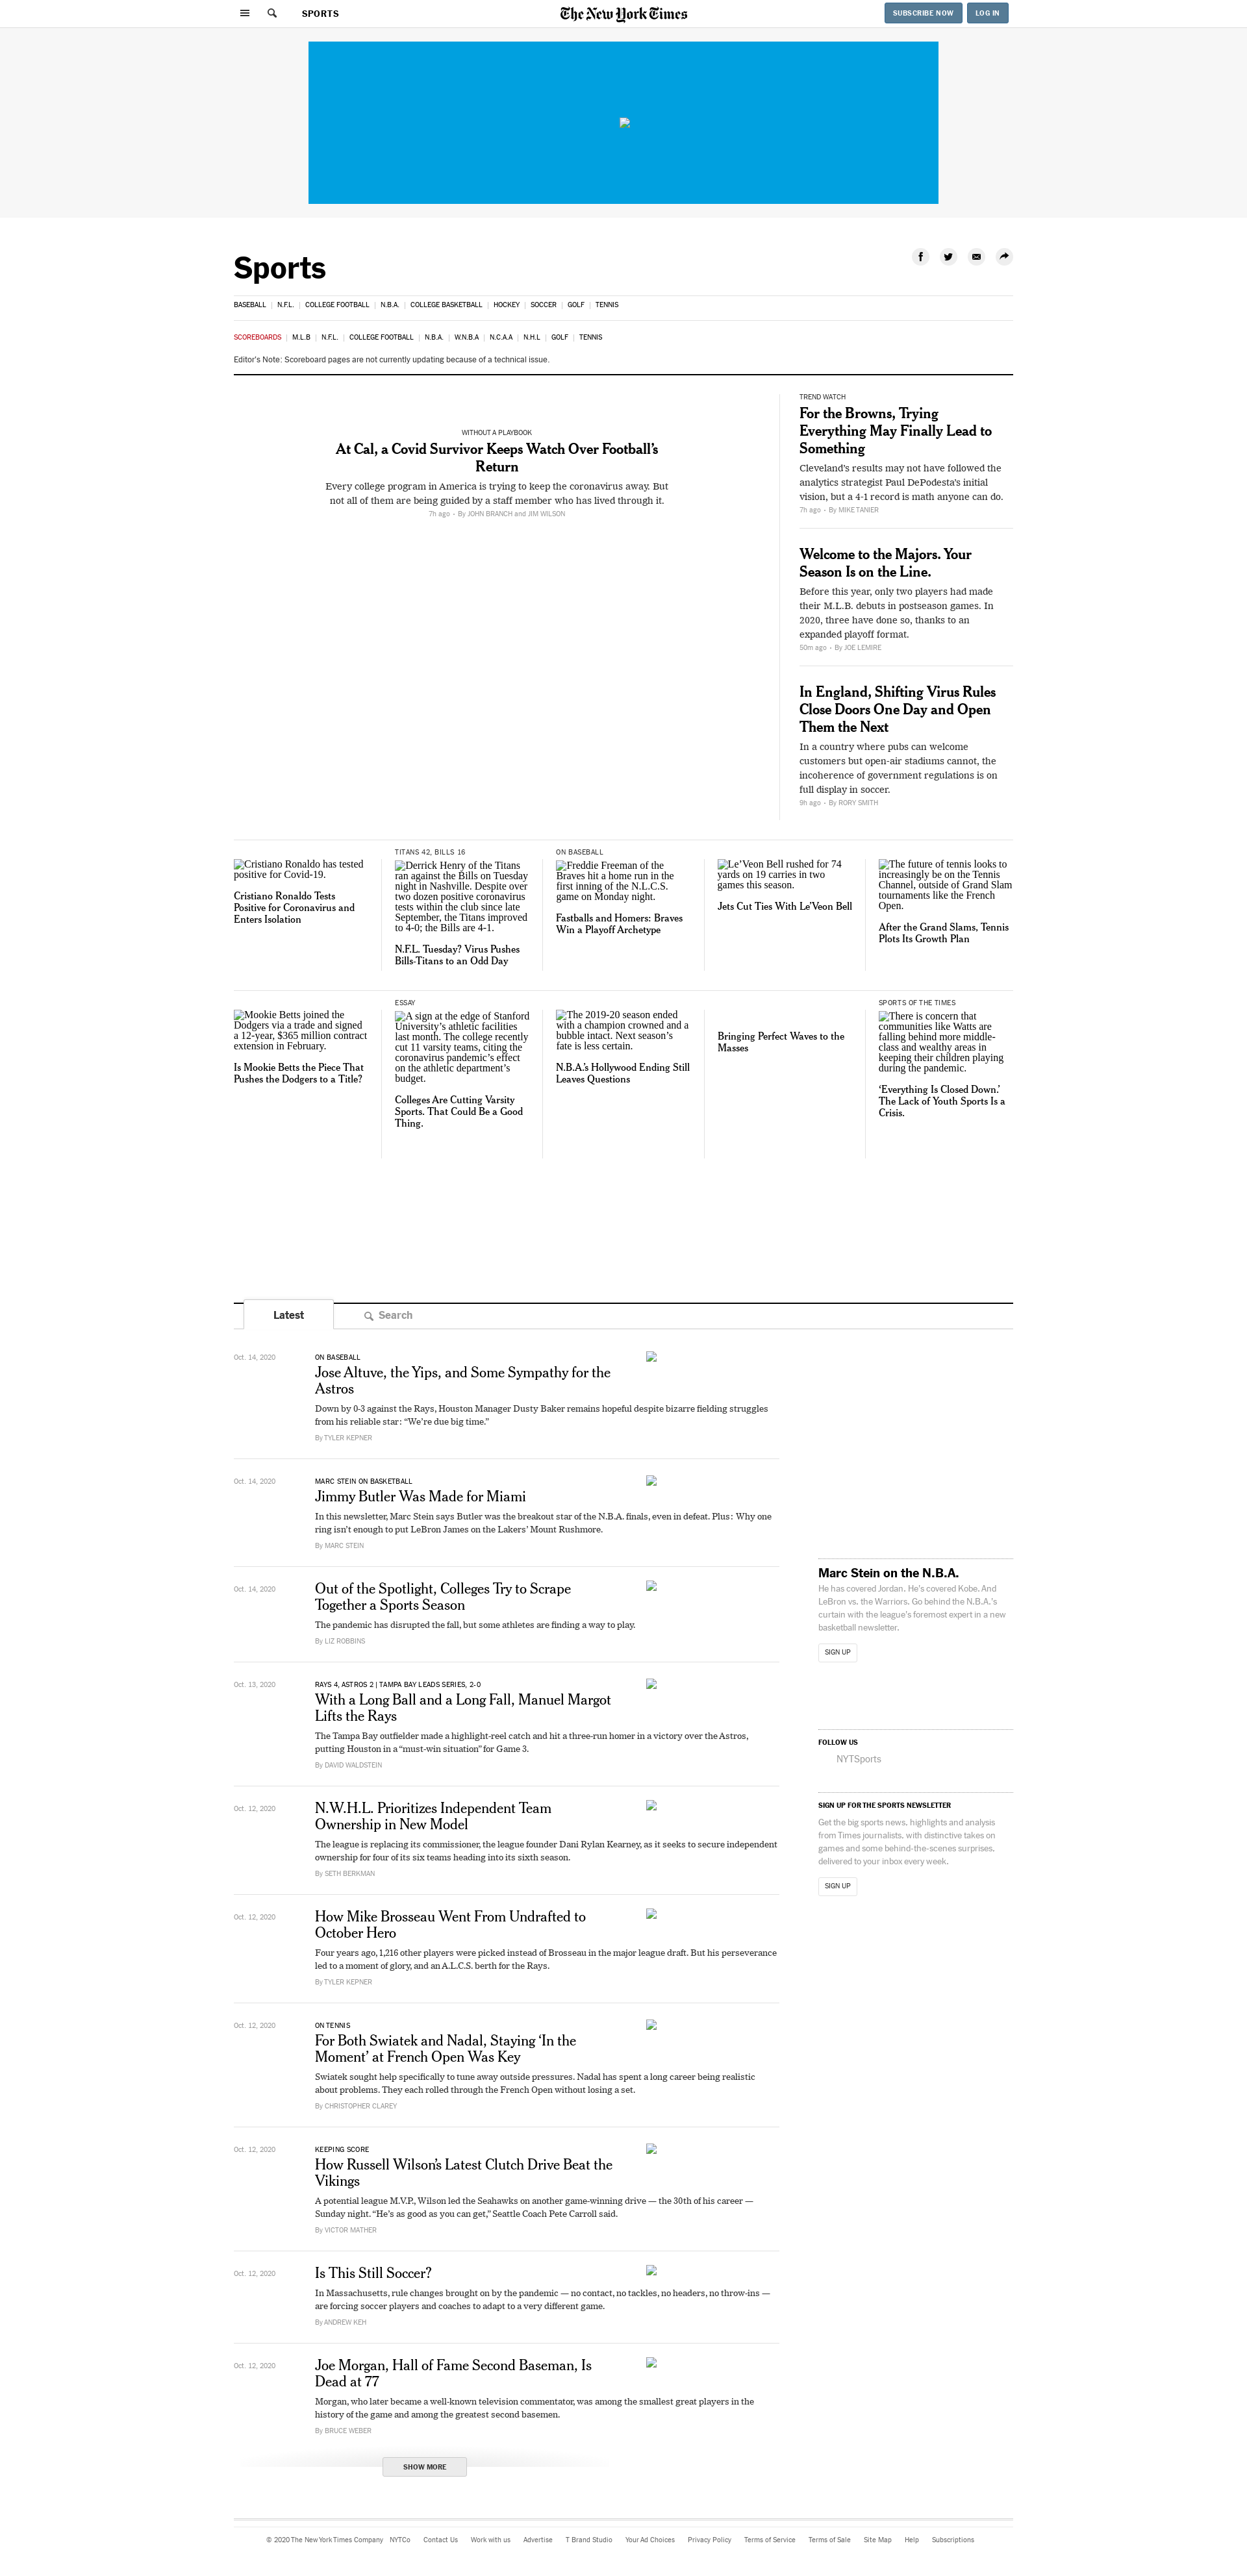 SPORTS
The New York Times
SUBSCRIBE NOW
LOG IN
Sports
BASEBALL | N.F.L. | COLLEGE FOOTBALL | N.B.A. | COLLEGE BASKETBALL | HOCKEY | SOCCER | GOLF | TENNIS
SCOREBOARDS | M.L.B | N.F.L. | COLLEGE FOOTBALL | N.B.A. | W.N.B.A | N.C.A.A | N.H.L | GOLF | TENNIS
Editor's Note: Scoreboard pages are not currently updating because of a technical issue.
WITHOUT A PLAYBOOK
At Cal, a Covid Survivor Keeps Watch Over Football’s
Return
Every college program in America is trying to keep the coronavirus away. But
not all of them are being guided by a staff member who has lived through it.
7h ago • By JOHN BRANCH and JIM WILSON
TREND WATCH
For the Browns, Trying
Everything May Finally Lead to
Something
Cleveland’s results may not have followed the
analytics strategist Paul DePodesta’s initial
vision, but a 4-1 record is math anyone can do.
7h ago • By MIKE TANIER
Welcome to the Majors. Your
Season Is on the Line.
Before this year, only two players had made
their M.L.B. debuts in postseason games. In
2020, three have done so, thanks to an
expanded playoff format.
50m ago • By JOE LEMIRE
In England, Shifting Virus Rules
Close Doors One Day and Open
Them the Next
In a country where pubs can welcome
customers but open-air stadiums cannot, the
incoherence of government regulations is on
full display in soccer.
9h ago • By RORY SMITH
Cristiano Ronaldo has tested
positive for Covid-19.
Cristiano Ronaldo Tests
Positive for Coronavirus and
Enters Isolation
TITANS 42, BILLS 16
Derrick Henry of the Titans
ran against the Bills on Tuesday
night in Nashville. Despite over
two dozen positive coronavirus
tests within the club since late
September, the Titans improved
to 4-0; the Bills are 4-1.
N.F.L. Tuesday? Virus Pushes
Bills-Titans to an Odd Day
ON BASEBALL
Freddie Freeman of the
Braves hit a home run in the
first inning of the N.L.C.S.
game on Monday night.
Fastballs and Homers: Braves
Win a Playoff Archetype
Le’Veon Bell rushed for 74
yards on 19 carries in two
games this season.
Jets Cut Ties With Le’Veon Bell
The future of tennis looks to
increasingly be on the Tennis
Channel, outside of Grand Slam
tournaments like the French
Open.
After the Grand Slams, Tennis
Plots Its Growth Plan
Mookie Betts joined the
Dodgers via a trade and signed
a 12-year, $365 million contract
extension in February.
Is Mookie Betts the Piece That
Pushes the Dodgers to a Title?
ESSAY
A sign at the edge of Stanford
University’s athletic facilities
last month. The college recently
cut 11 varsity teams, citing the
coronavirus pandemic’s effect
on the athletic department’s
budget.
Colleges Are Cutting Varsity
Sports. That Could Be a Good
Thing.
The 2019-20 season ended
with a champion crowned and a
bubble intact. Next season’s
fate is less certain.
N.B.A.’s Hollywood Ending Still
Leaves Questions
Bringing Perfect Waves to the
Masses
SPORTS OF THE TIMES
There is concern that
communities like Watts are
falling behind more middle-
class and wealthy areas in
keeping their children playing
during the pandemic.
‘Everything Is Closed Down.’
The Lack of Youth Sports Is a
Crisis.
Latest
Search
Oct. 14, 2020
ON BASEBALL
Jose Altuve, the Yips, and Some Sympathy for the
Astros
Down by 0-3 against the Rays, Houston Manager Dusty Baker remains hopeful despite bizarre fielding struggles
from his reliable star: “We’re due big time.”
By TYLER KEPNER
Oct. 14, 2020
MARC STEIN ON BASKETBALL
Jimmy Butler Was Made for Miami
In this newsletter, Marc Stein says Butler was the breakout star of the N.B.A. finals, even in defeat. Plus: Why one
ring isn’t enough to put LeBron James on the Lakers’ Mount Rushmore.
By MARC STEIN
Oct. 14, 2020
Out of the Spotlight, Colleges Try to Scrape
Together a Sports Season
The pandemic has disrupted the fall, but some athletes are finding a way to play.
By LIZ ROBBINS
Oct. 13, 2020
RAYS 4, ASTROS 2 | TAMPA BAY LEADS SERIES, 2-0
With a Long Ball and a Long Fall, Manuel Margot
Lifts the Rays
The Tampa Bay outfielder made a highlight-reel catch and hit a three-run homer in a victory over the Astros,
putting Houston in a “must-win situation” for Game 3.
By DAVID WALDSTEIN
Oct. 12, 2020
N.W.H.L. Prioritizes Independent Team
Ownership in New Model
The league is replacing its commissioner, the league founder Dani Rylan Kearney, as it seeks to secure independent
ownership for four of its six teams heading into its sixth season.
By SETH BERKMAN
Oct. 12, 2020
How Mike Brosseau Went From Undrafted to
October Hero
Four years ago, 1,216 other players were picked instead of Brosseau in the major league draft. But his perseverance
led to a moment of glory, and an A.L.C.S. berth for the Rays.
By TYLER KEPNER
Oct. 12, 2020
ON TENNIS
For Both Swiatek and Nadal, Staying ‘In the
Moment’ at French Open Was Key
Swiatek sought help specifically to tune away outside pressures. Nadal has spent a long career being realistic
about problems. They each rolled through the French Open without losing a set.
By CHRISTOPHER CLAREY
Oct. 12, 2020
KEEPING SCORE
How Russell Wilson’s Latest Clutch Drive Beat the
Vikings
A potential league M.V.P., Wilson led the Seahawks on another game-winning drive — the 30th of his career —
Sunday night. “He’s as good as you can get,” Seattle Coach Pete Carroll said.
By VICTOR MATHER
Oct. 12, 2020
Is This Still Soccer?
In Massachusetts, rule changes brought on by the pandemic — no contact, no tackles, no headers, no throw-ins —
are forcing soccer players and coaches to adapt to a very different game.
By ANDREW KEH
Oct. 12, 2020
Joe Morgan, Hall of Fame Second Baseman, Is
Dead at 77
Morgan, who later became a well-known television commentator, was among the smallest great players in the
history of the game and among the greatest second basemen.
By BRUCE WEBER
SHOW MORE
Marc Stein on the N.B.A.
He has covered Jordan. He's covered Kobe. And
LeBron vs. the Warriors. Go behind the N.B.A.'s
curtain with the league's foremost expert in a new
basketball newsletter.
SIGN UP
FOLLOW US
NYTSports
SIGN UP FOR THE SPORTS NEWSLETTER
Get the big sports news, highlights and analysis
from Times journalists, with distinctive takes on
games and some behind-the-scenes surprises,
delivered to your inbox every week.
SIGN UP
© 2020 The New York Times Company NYTCo Contact Us Work with us Advertise T Brand Studio Your Ad Choices Privacy Policy Terms of Service Terms of Sale Site Map Help Subscriptions